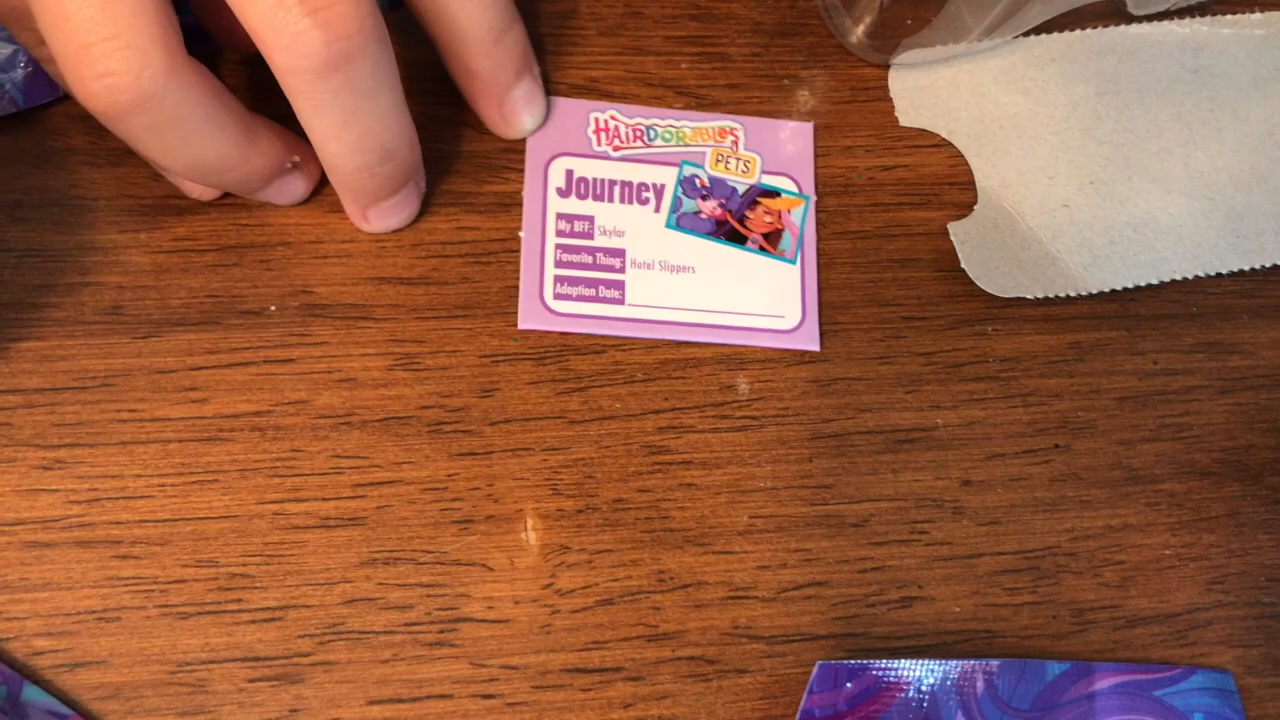 HAIRDORABLES
PETS
Journey
My BFF: Skylar
Favorite Thing: Hotel Slippers
Adoption Date: